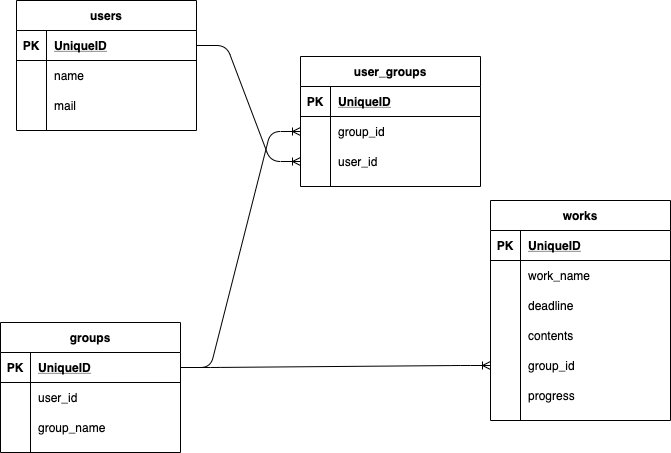 users
PK UniqueID
name
mail
user_groups
PK UniqueID
group_id
user_id
works
PK UniqueID
work_name
deadline
contents
group_id
progress
groups
PK UniqueID
user_id
group_name